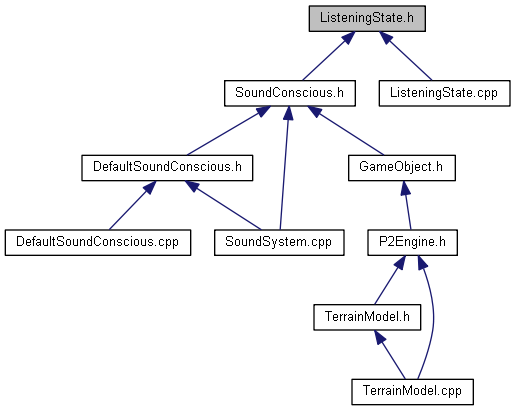 ListeningState.h
SoundConscious.h
ListeningState.cpp
DefaultSoundConscious.h
GameObject.h
DefaultSoundConscious.cpp
SoundSystem.cpp
P2Engine.h
TerrainModel.h
TerrainModel.cpp